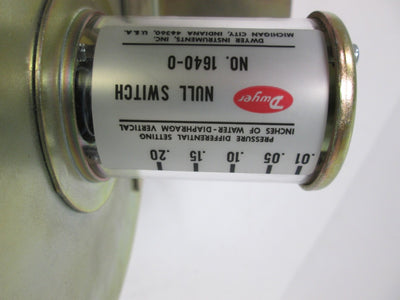 .20 .15 .10 .05 .01
INCHES OF WATER-DIAPHRAGM VERTICAL
PRESSURE DIFFERENTIAL SETTING
Dwyer NULL SWITCH
NO. 1640-0
DWYER INSTRUMENTS, INC.
MICHIGAN CITY, INDIANA 46360, U.S.A.